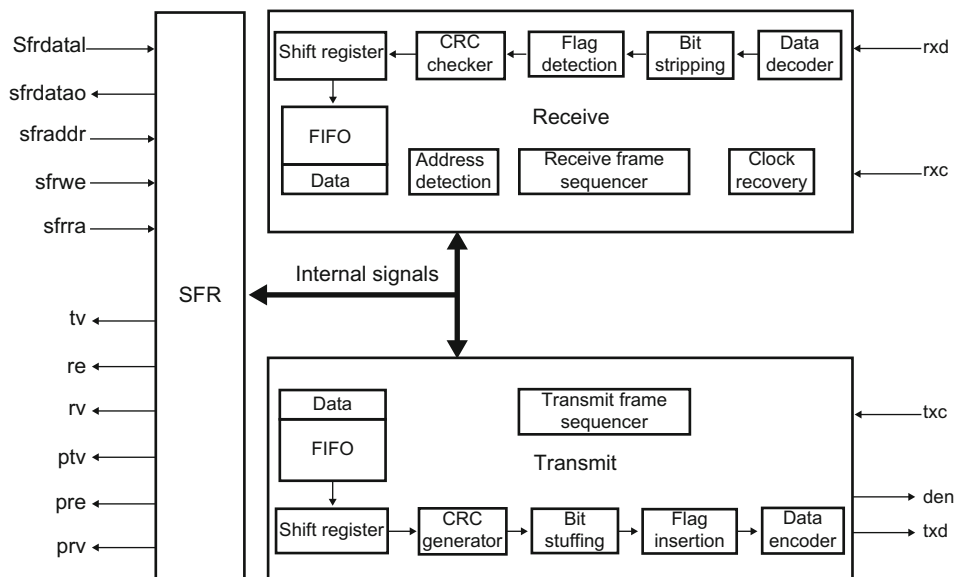 Sfrdatal
sfrdatao
sfraddr
sfrwe
sfrra
tv
re
rv
ptv
pre
prv
SFR
Internal signals
Shift register
CRC
checker
Flag
detection
Bit
stripping
Data
decoder
FIFO
Data
Receive
Address
detection
Receive frame
sequencer
Clock
recovery
rxd
rxc
Data
FIFO
Transmit frame
sequencer
Transmit
Shift register
CRC
generator
Bit
stuffing
Flag
insertion
Data
encoder
txc
den
txd